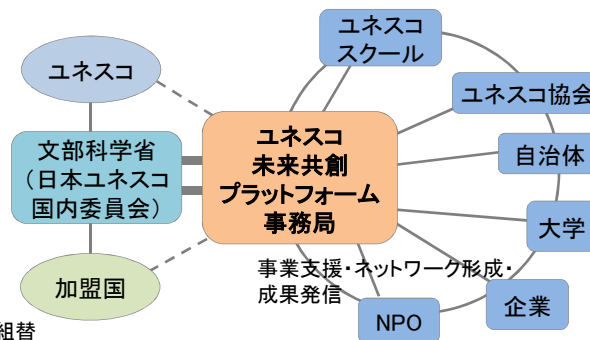 ユネスコ
スクール
ユネスコ
ユネスコ協会
ユネスコ
未来共創
プラットフォーム
事務局
文部科学省
（日本ユネスコ
国内委員会）
自治体
大学
事業支援・ネットワーク形成・
成果発信
加盟国
企業
NPO
組替